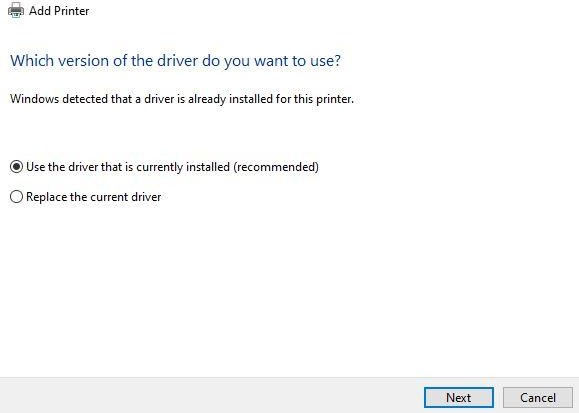 Add Printer
Which version of the driver do you want to use?
Windows detected that a driver is already installed for this printer.
Use the driver that is currently installed (recommended)
Replace the current driver
Next
Cancel